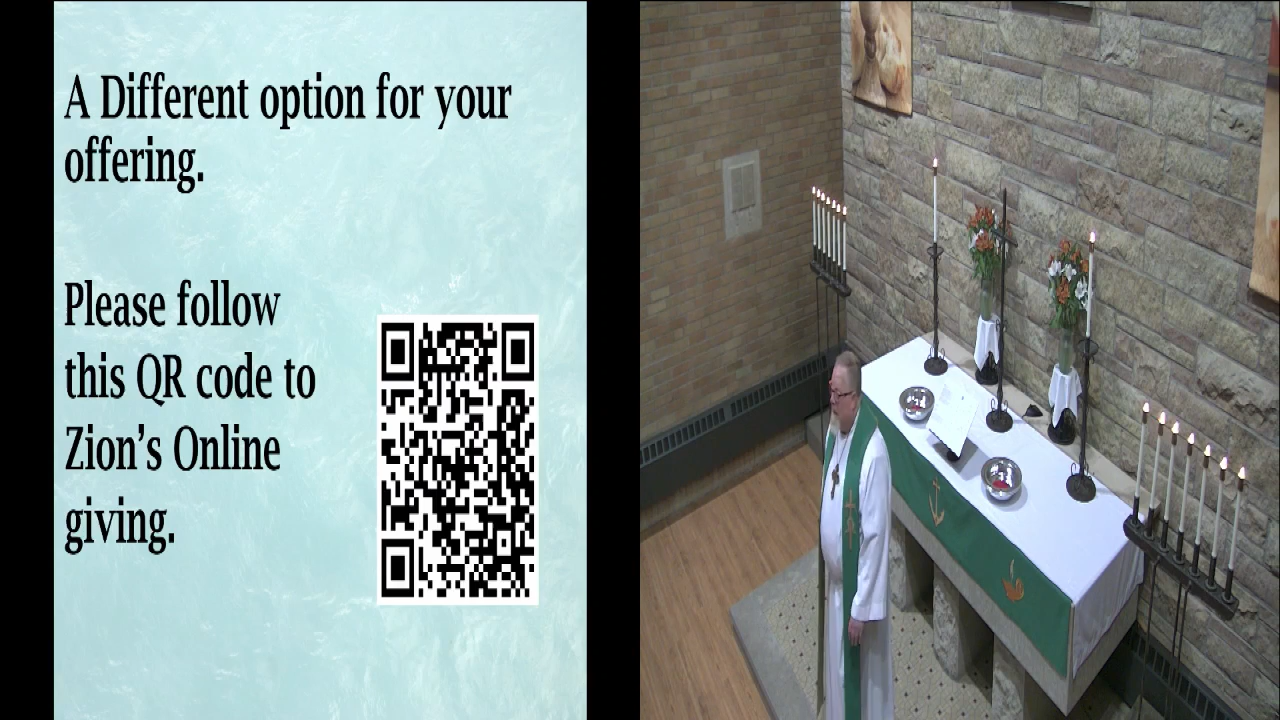 A Different option for your
offering.
Please follow
this QR code to
Zion's Online
giving.